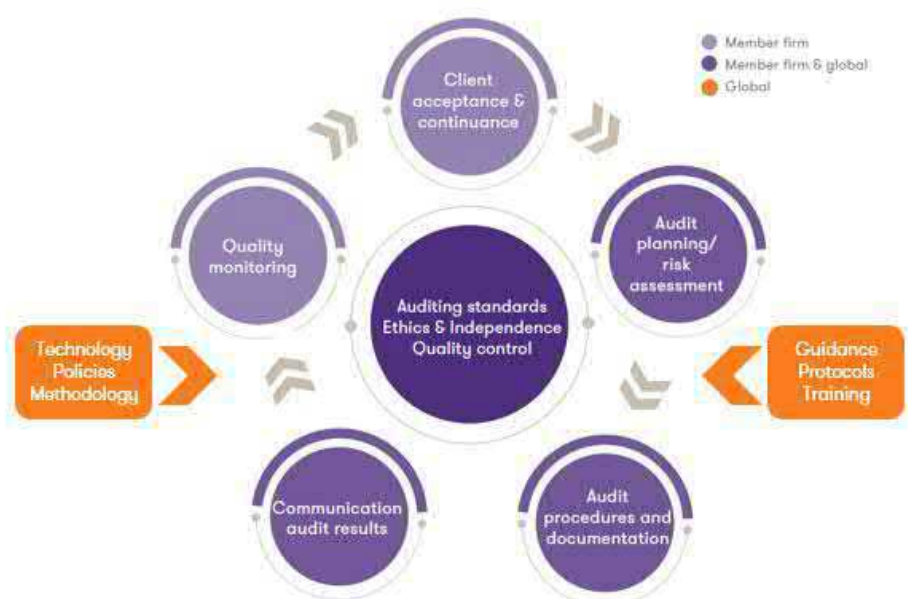 Member firm
Member firm & global
Global
Client
acceptance &
continuance
Quality
monitoring
Audit
planning/
risk
assessment
Auditing standards
Ethics & Independence
Quality control
Technology
Policies
Methodology
Guidance
Protocols
Training
Communication
audit results
Audit
procedures and
documentation